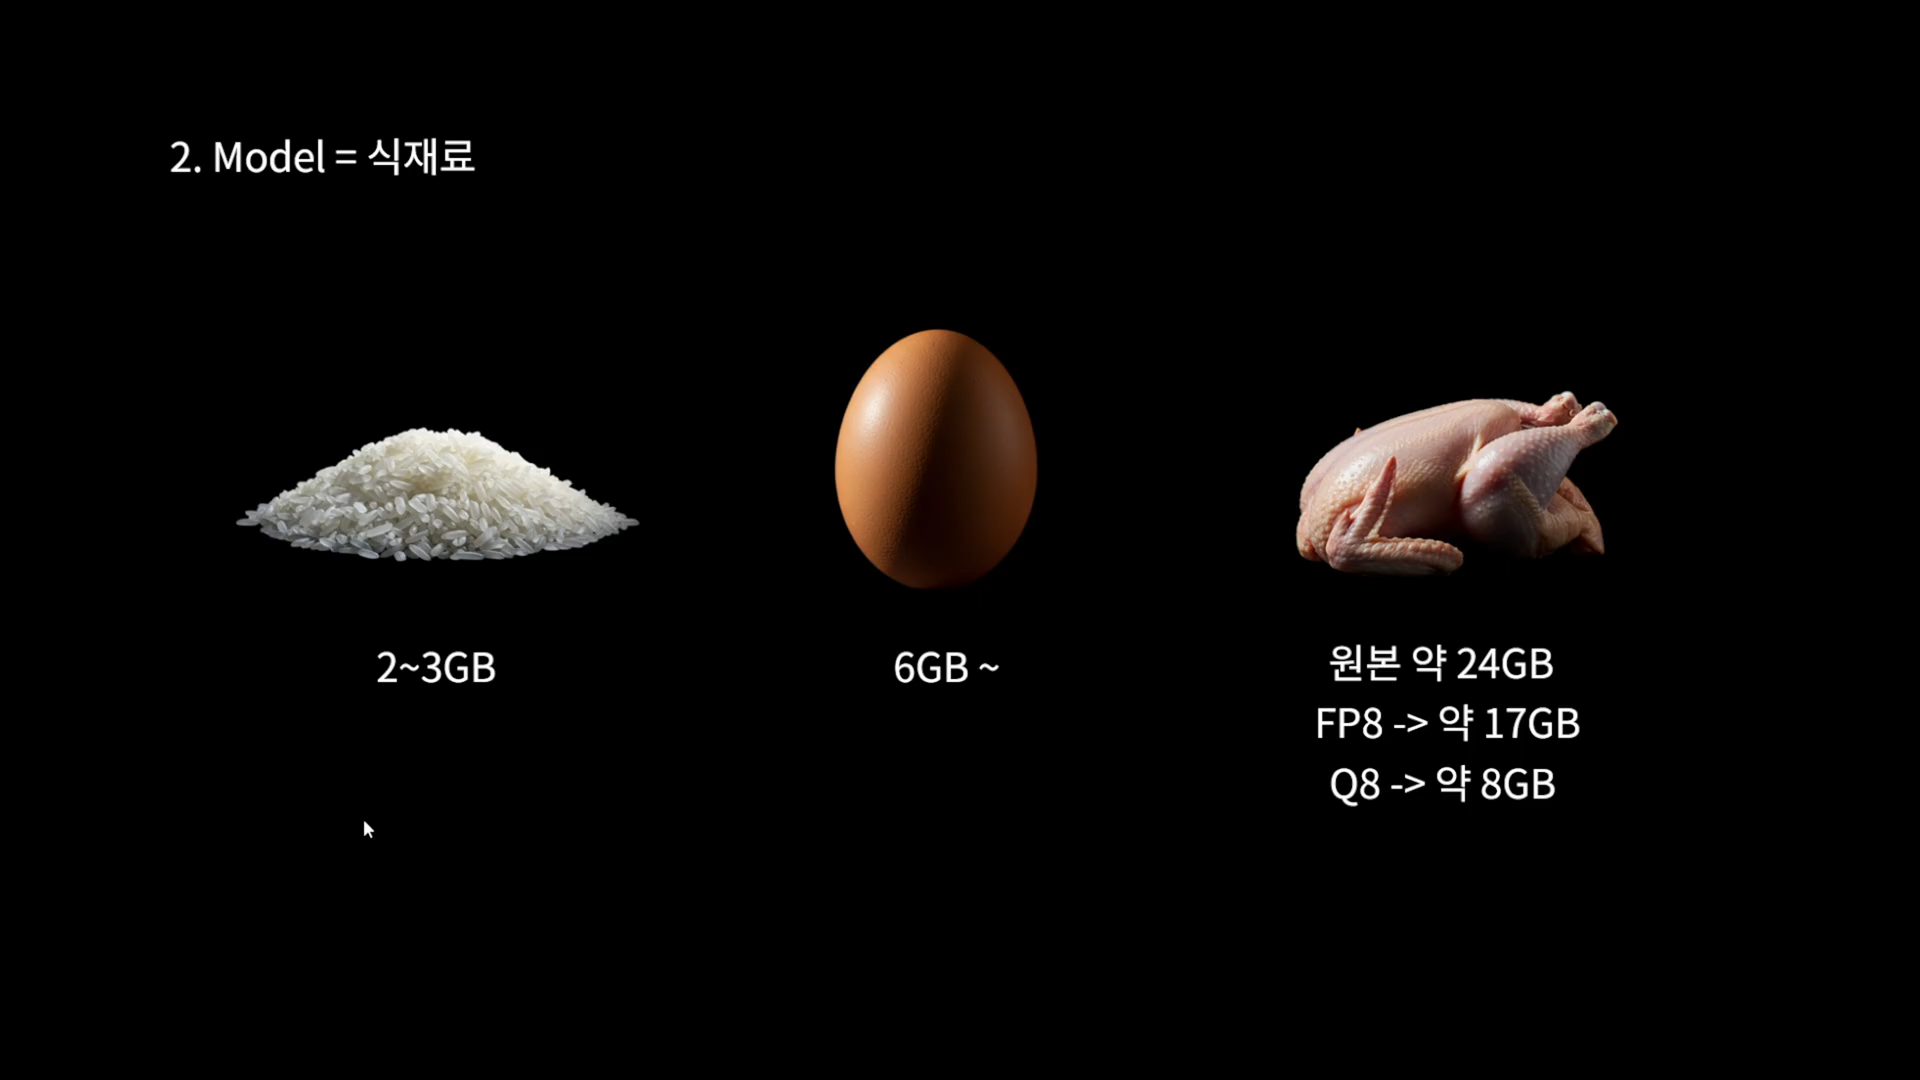 2. Model = 식재료
2~3GB
6GB ~
원본 약 24GB
FP8 -> 약 17GB
Q8 -> 약 8GB